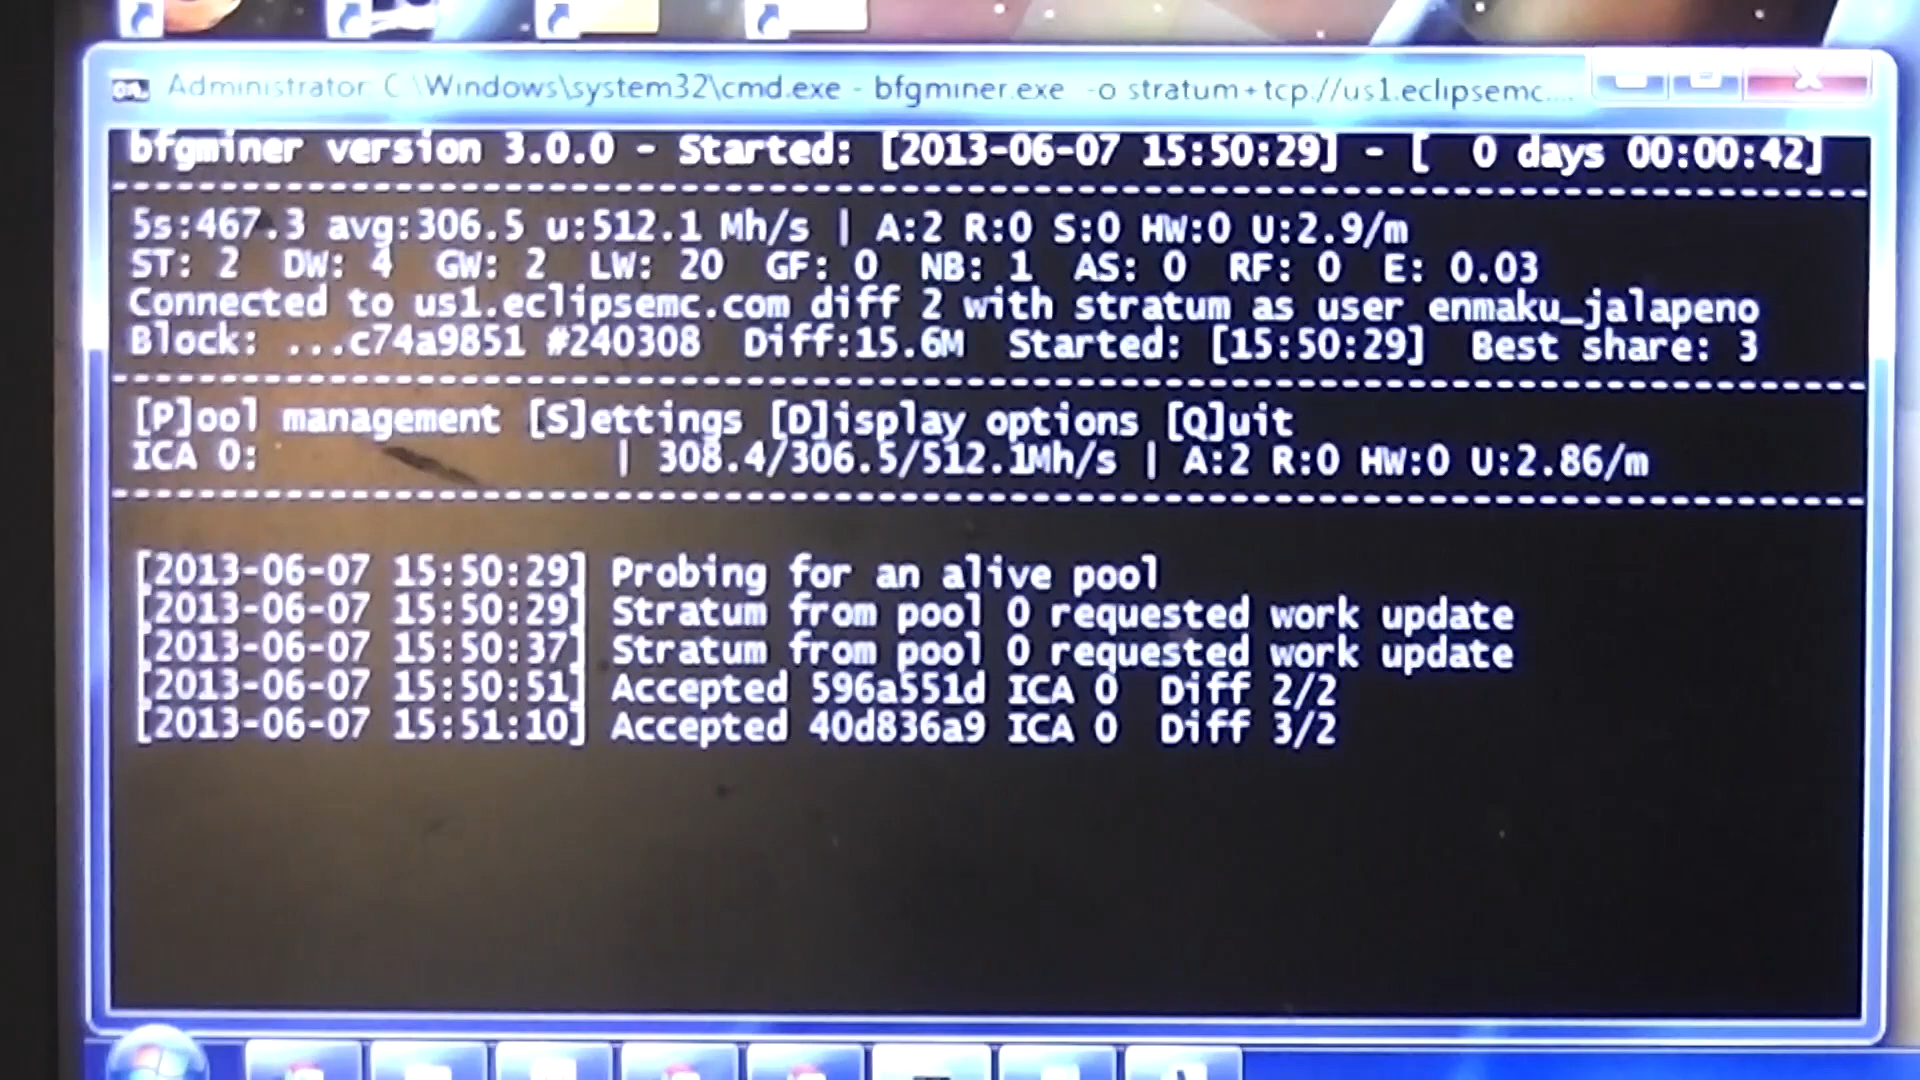 Administrator C:\Windows\system32\cmd.exe - bfgminer.exe -o stratum+tcp://us1.eclipsemc....
bfgminer version 3.0.0 - Started: [2013-06-07 15:50:29] - [  0 days 00:00:42]
5s:467.3 avg:306.5 u:512.1 Mh/s | A:2 R:0 S:0 HW:0 U:2.9/m
ST: 2  DW: 4  GW: 2  LW: 20  GF: 0  NB: 1  AS: 0  RF: 0  E: 0.03
Connected to us1.eclipsemc.com diff 2 with stratum as user enmaku_jalapeno
Block: ...c74a9851 #240308  Diff:15.6M  Started: [15:50:29]  Best share: 3
[P]ool management [S]ettings [D]isplay options [Q]uit
ICA 0:                | 308.4/306.5/512.1Mh/s | A:2 R:0 HW:0 U:2.86/m
[2013-06-07 15:50:29] Probing for an alive pool
[2013-06-07 15:50:29] Stratum from pool 0 requested work update
[2013-06-07 15:50:37] Stratum from pool 0 requested work update
[2013-06-07 15:50:51] Accepted 596a551d ICA 0  Diff 2/2
[2013-06-07 15:51:10] Accepted 40d836a9 ICA 0  Diff 3/2